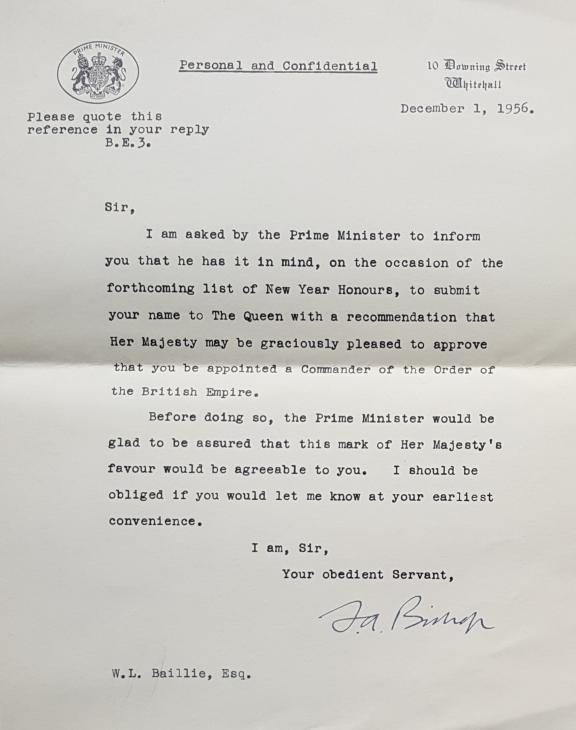 PRIME MINISTER
Personal and Confidential
10 Downing Street
Whitehall
December 1, 1956.
Please quote this
reference in your reply
B.E.3.
Sir,
I am asked by the Prime Minister to inform
you that he has it in mind, on the occasion of the
forthcoming list of New Year Honours, to submit
your name to The Queen with a recommendation that
Her Majesty may be graciously pleased to approve
that you be appointed a Commander of the Order of
the British Empire.
Before doing so, the Prime Minister would be
glad to be assured that this mark of Her Majesty's
favour would be agreeable to you. I should be
obliged if you would let me know at your earliest
convenience.
I am, Sir,
Your obedient Servant,
F.A. Bishop
W.L. Baillie, Esq.